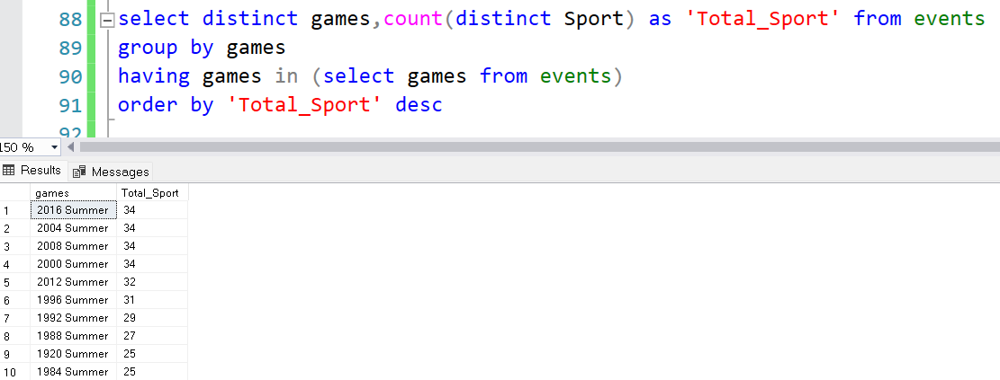 88 select distinct games,count(distinct Sport) as 'Total_Sport' from events
89 group by games
90 having games in (select games from events)
91 order by 'Total_Sport' desc
92
150 %
Results Messages
games Total_Sport
1 2016 Summer 34
2 2004 Summer 34
3 2008 Summer 34
4 2000 Summer 34
5 2012 Summer 32
6 1996 Summer 31
7 1992 Summer 29
8 1988 Summer 27
9 1920 Summer 25
10 1984 Summer 25